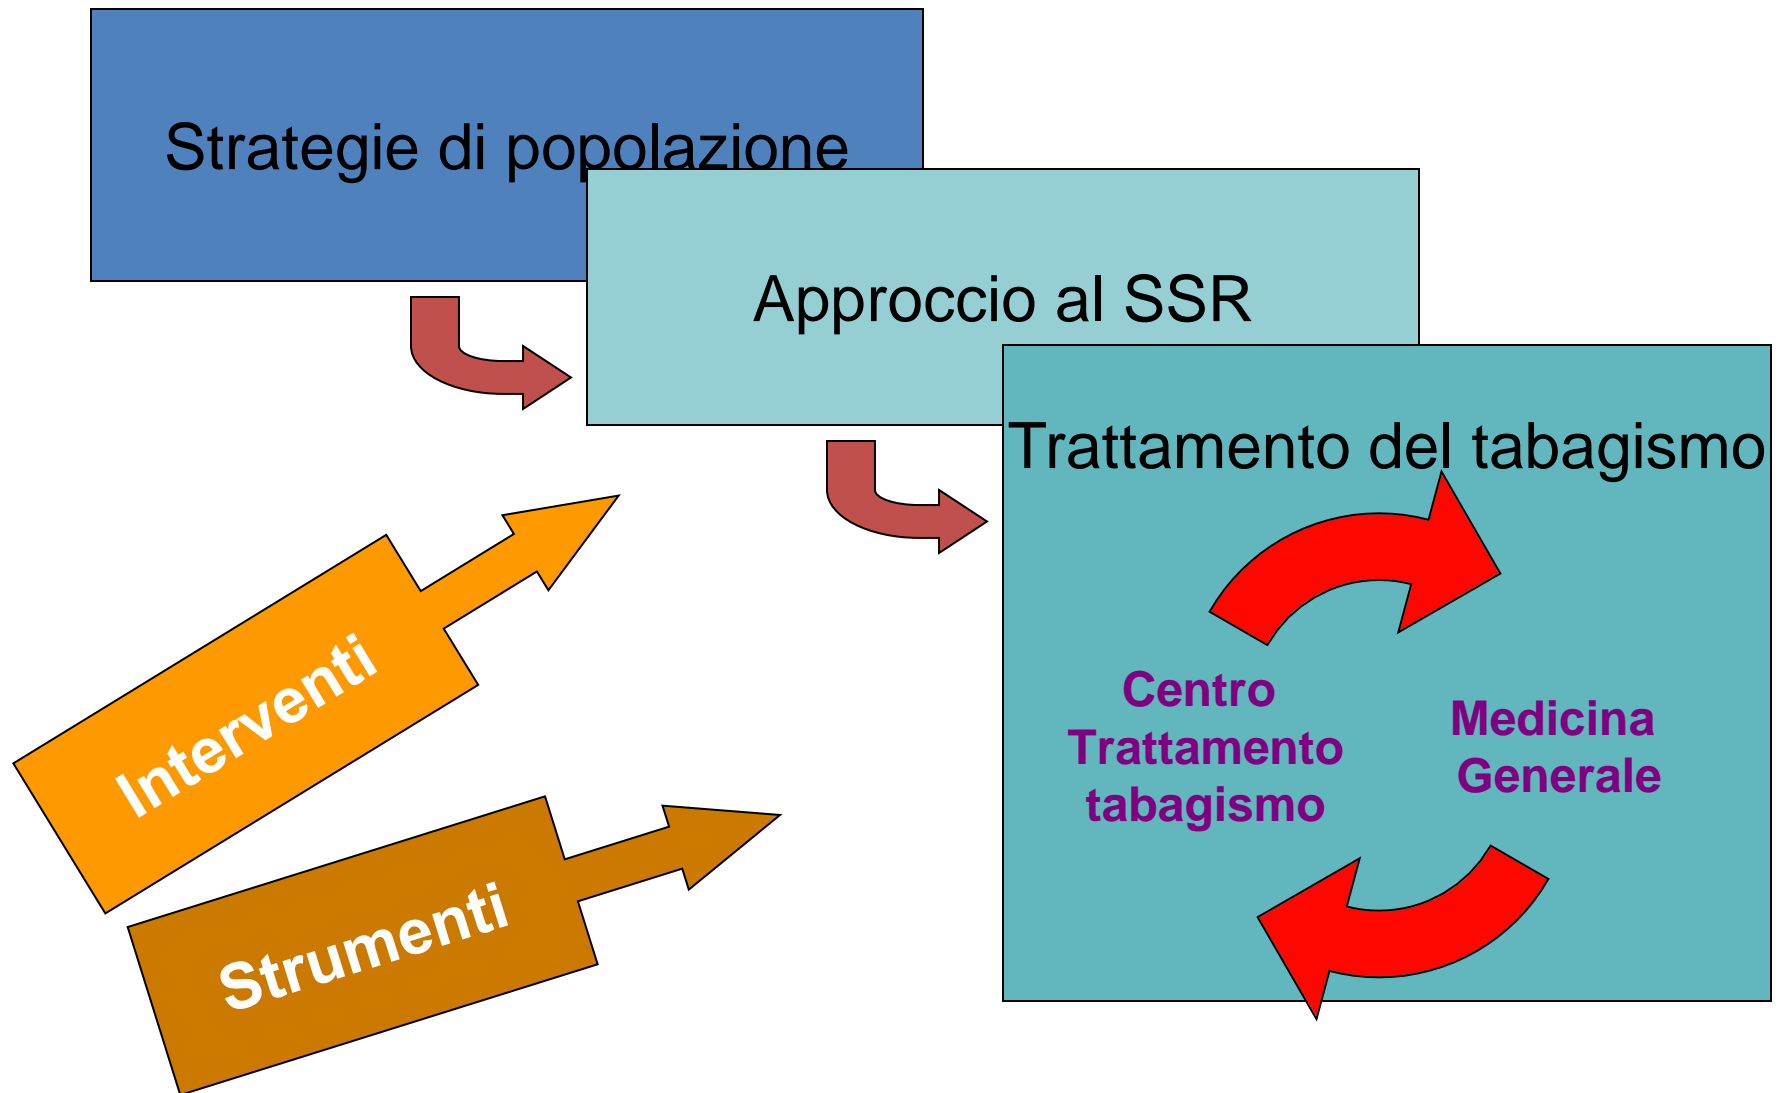 Strategie di popolazione
Approccio al SSR
Trattamento del tabagismo
Interventi
Strumenti
Centro
Trattamento
tabagismo
Medicina
Generale